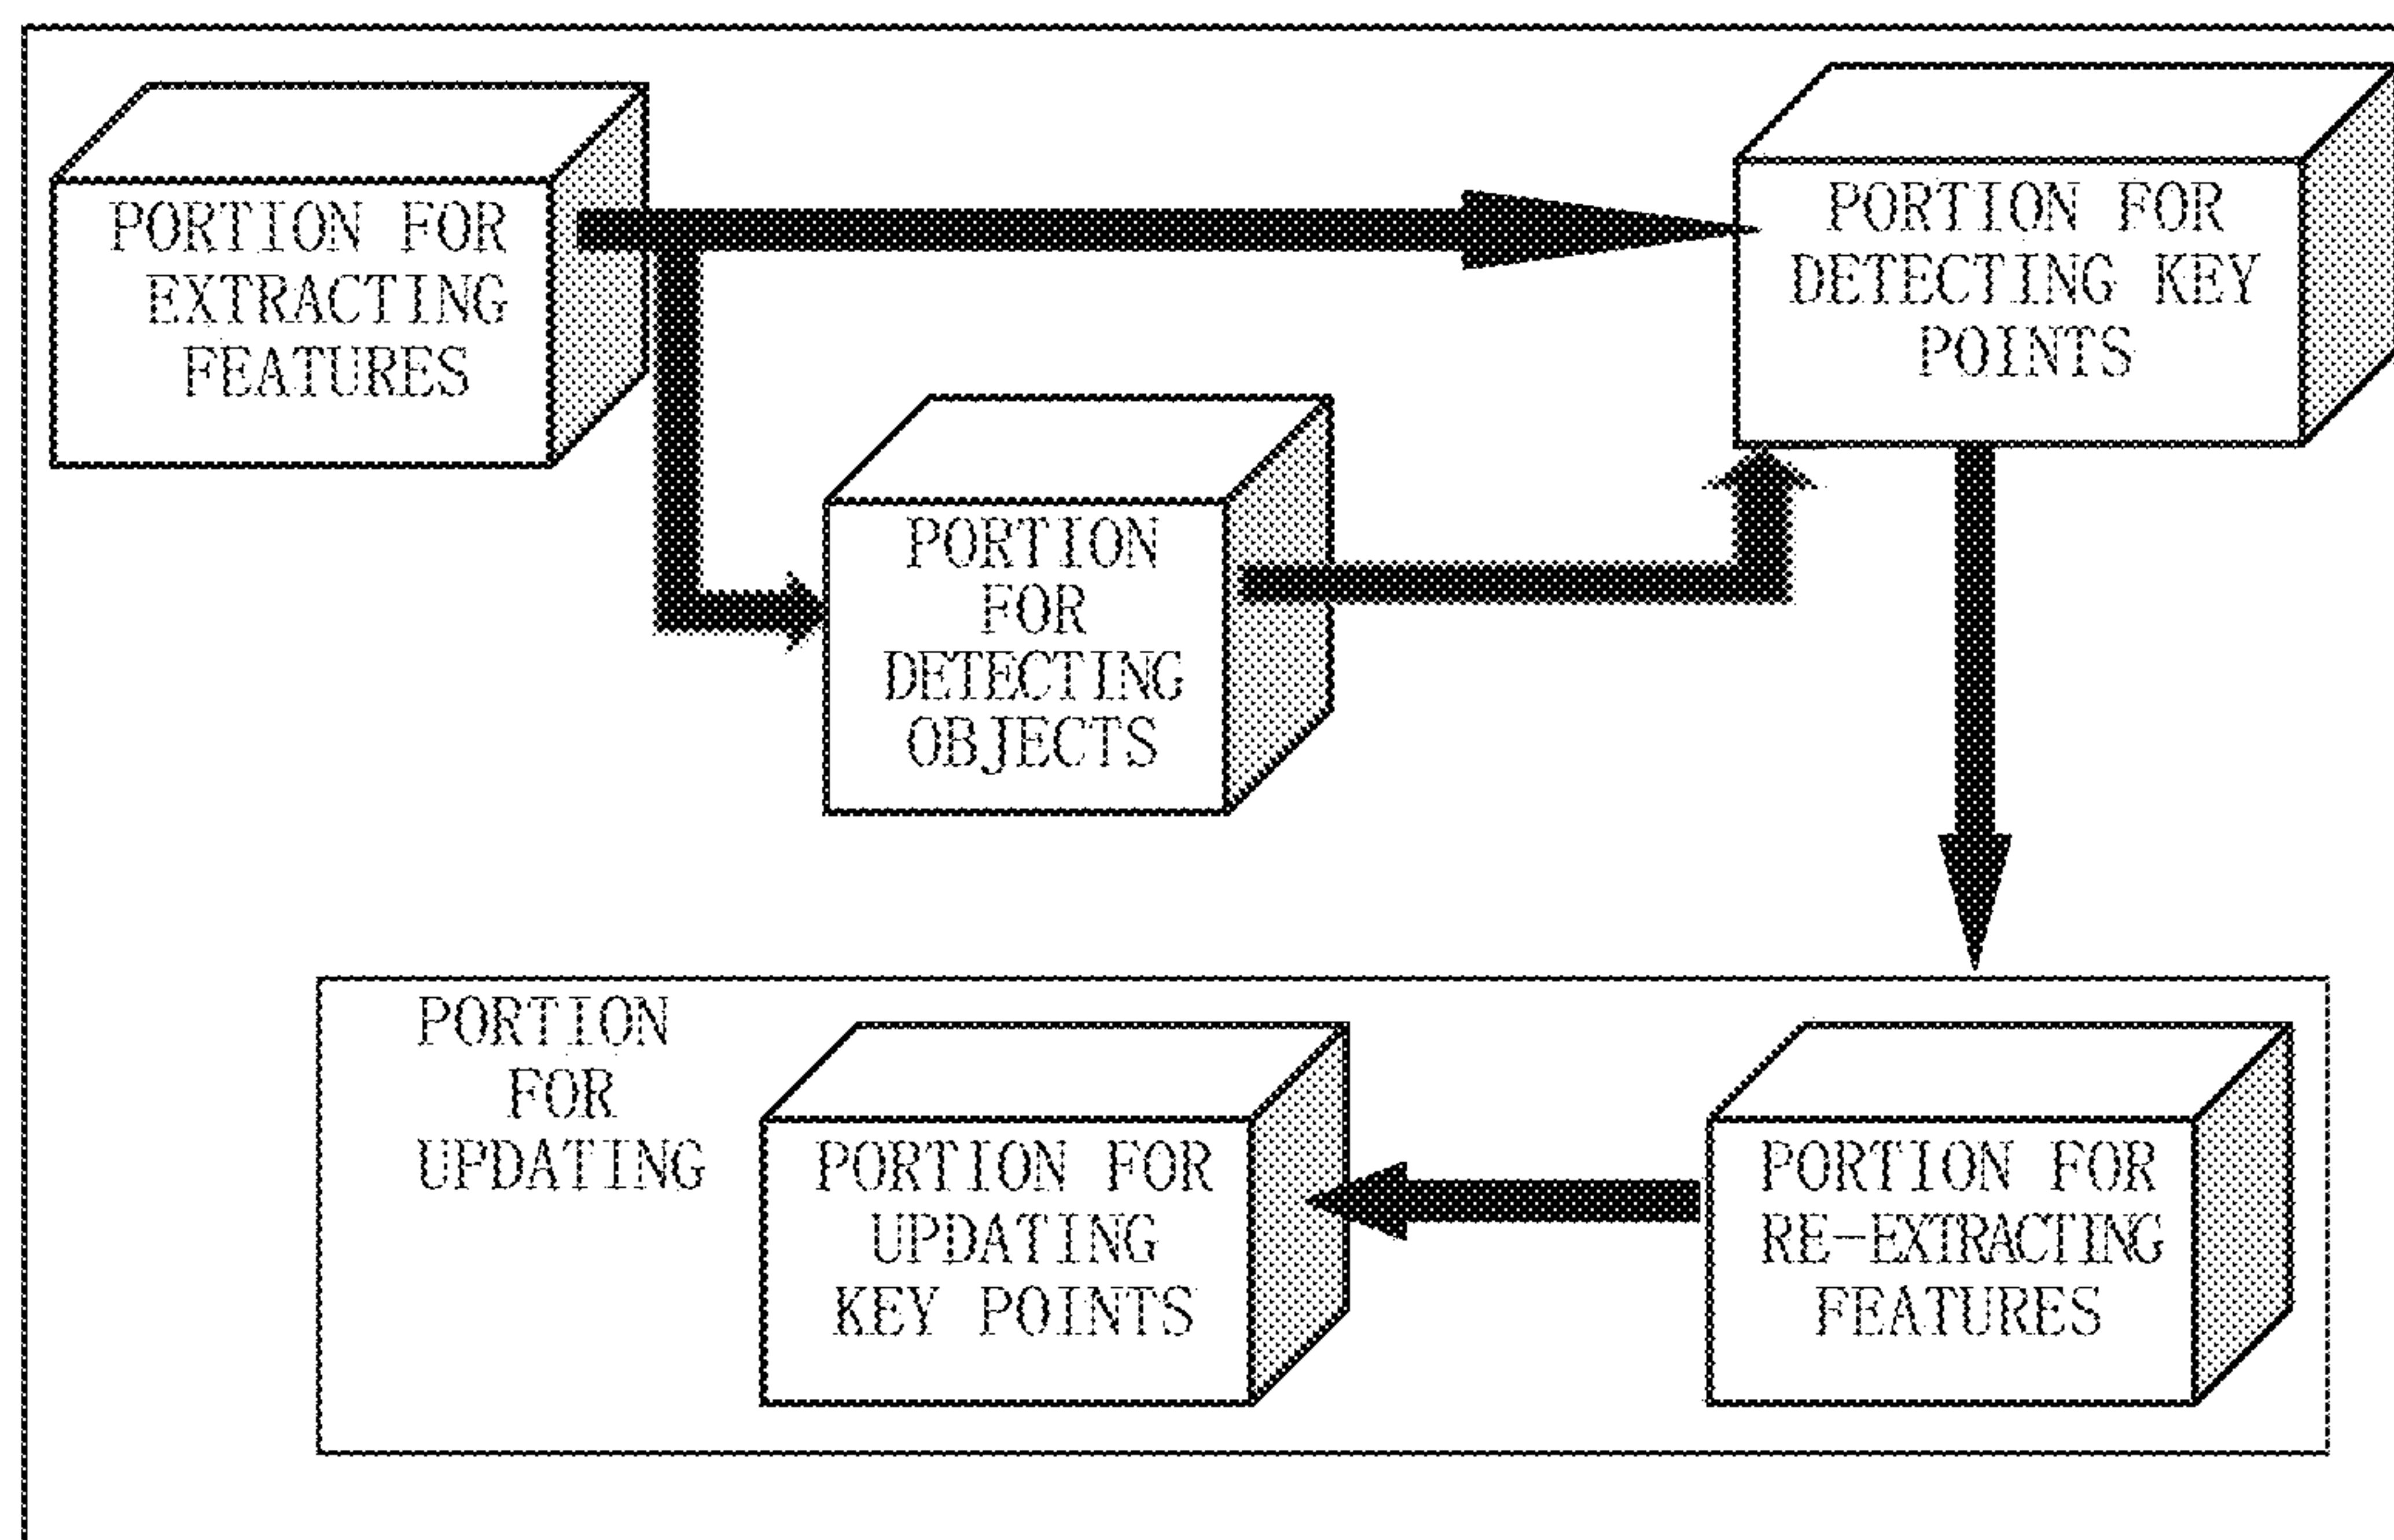 PORTION FOR
EXTRACTING
FEATURES
PORTION FOR
DETECTING KEY
POINTS
PORTION
FOR
DETECTING
OBJECTS
PORTION
FOR
UPDATING
PORTION FOR
UPDATING
KEY POINTS
PORTION FOR
RE-EXTRACTING
FEATURES